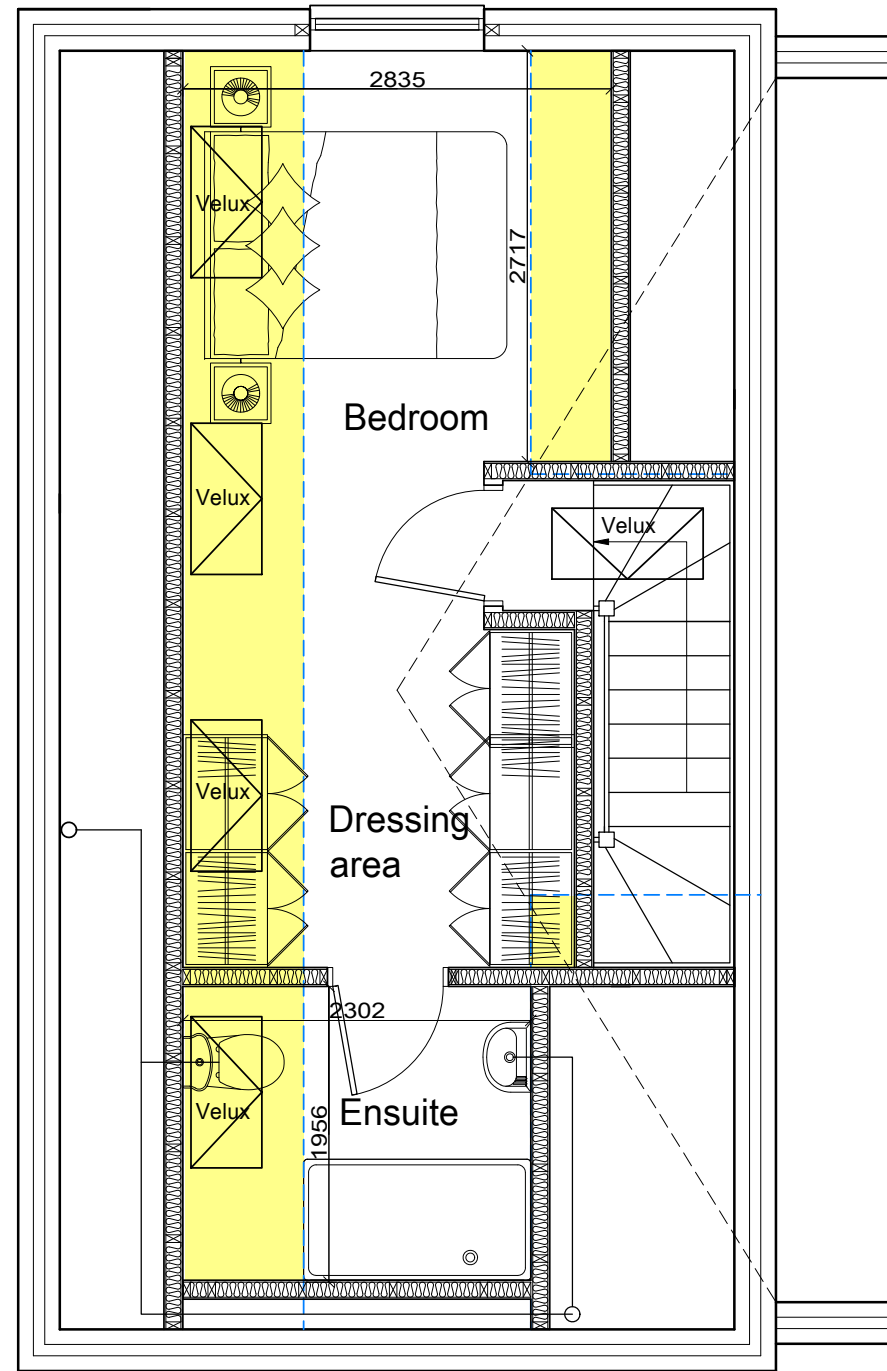 2835
Velux
2717
Bedroom
Velux
Velux
Velux
Dressing
area
2302
Velux
1956
Ensuite